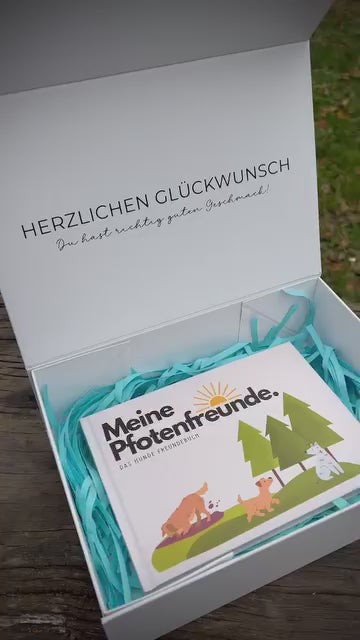 HERZLICHEN GLÜCKWUNSCH
Du hast richtig guten Geschmack!
Meine
Pfotenfreunde.
DAS HUNDE FREUNDEBUCH